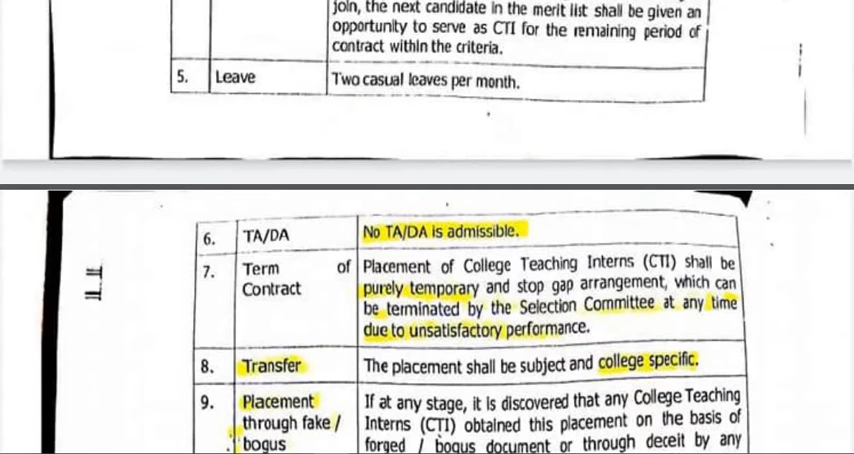 join, the next candidate in the merit list shall be given an
opportunity to serve as CTI for the remaining period of
contract within the criteria.
5. Leave Two casual leaves per month.
6. TA/DA No TA/DA is admissible.
7. Term of Placement of College Teaching Interns (CTI) shall be
Contract purely temporary and stop gap arrangement, which can
be terminated by the Selection Committee at any time
due to unsatisfactory performance.
8. Transfer The placement shall be subject and college specific.
9. Placement If at any stage, it is discovered that any College Teaching
through fake / Interns (CTI) obtained this placement on the basis of
bogus forged / bogus document or through deceit by any